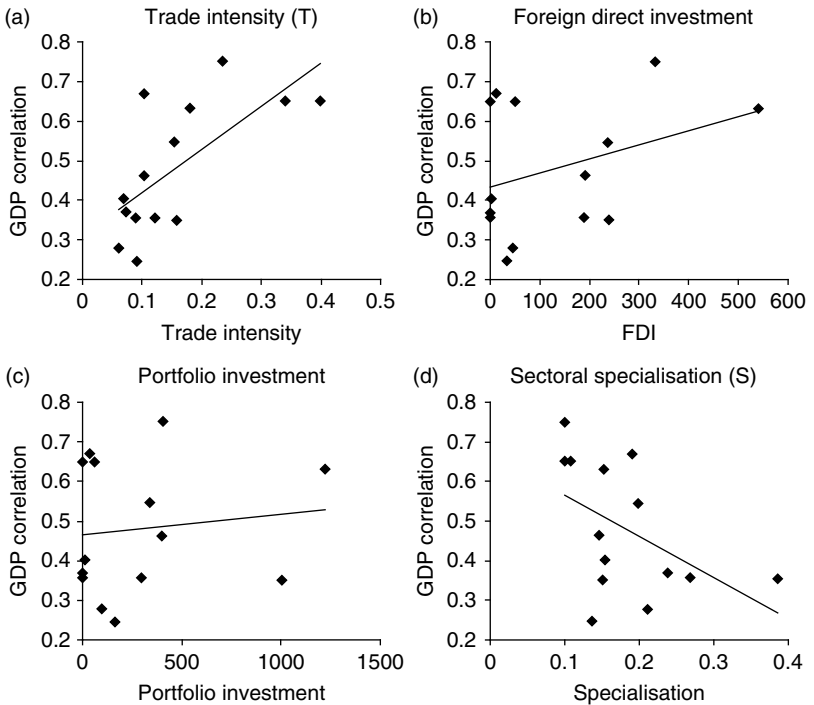 (a) Trade intensity (T)
0.8
0.7
0.6
0.5
0.4
0.3
0.2
GDP correlation
0 0.1 0.2 0.3 0.4 0.5
Trade intensity
(b) Foreign direct investment
0.8
0.7
0.6
0.5
0.4
0.3
0.2
GDP correlation
0 100 200 300 400 500 600
FDI
(c) Portfolio investment
0.8
0.7
0.6
0.5
0.4
0.3
0.2
GDP correlation
0 500 1000 1500
Portfolio investment
(d) Sectoral specialisation (S)
0.8
0.7
0.6
0.5
0.4
0.3
0.2
GDP correlation
0 0.1 0.2 0.3 0.4
Specialisation